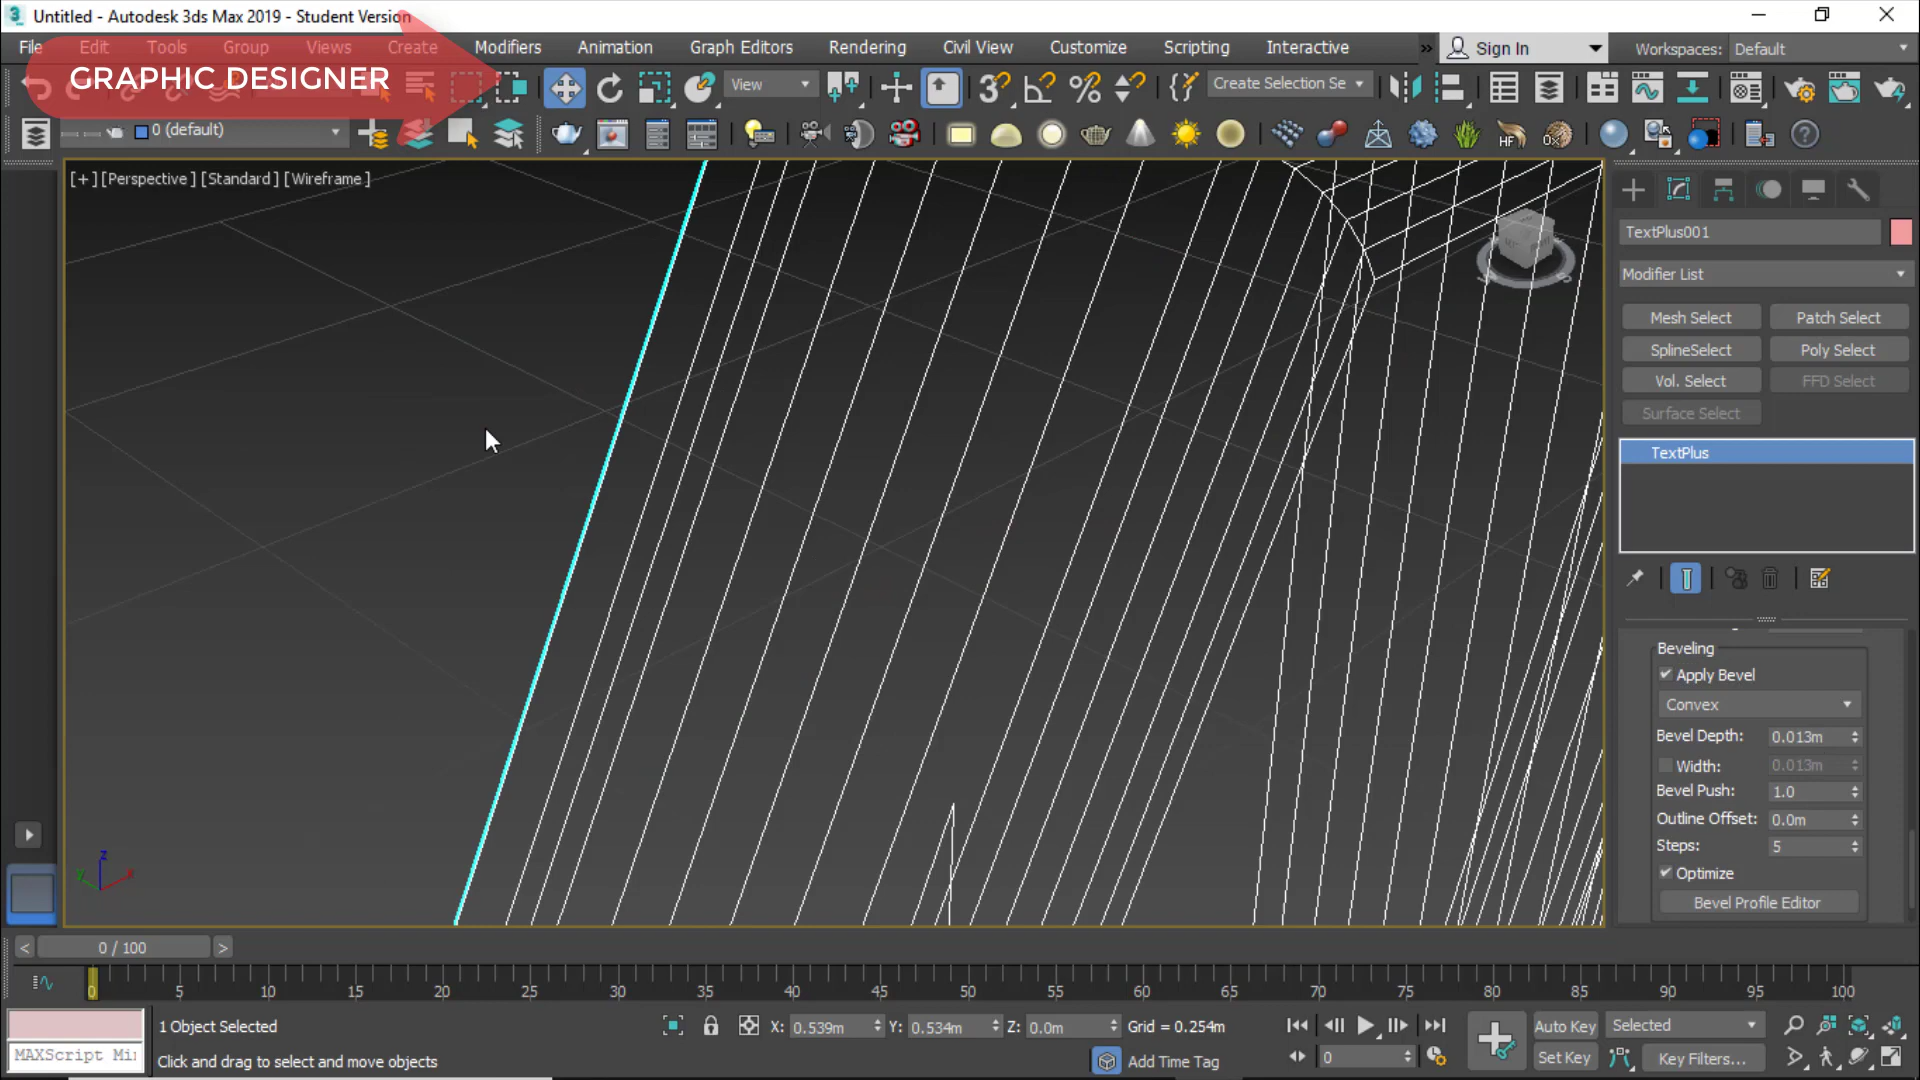 Untitled - Autodesk 3ds Max 2019 - Student Version
File Edit Tools Group Views Create Modifiers Animation Graph Editors Rendering Civil View Customize Scripting Interactive » Sign In Workspaces: Default
GRAPHIC DESIGNER
View
Create Selection Se
0 (default)
[+] [Perspective] [Standard] [Wireframe]
TextPlus001
Modifier List
Mesh Select Patch Select
SplineSelect Poly Select
Vol. Select FFD Select
Surface Select
TextPlus
Beveling
Apply Bevel
Convex
Bevel Depth: 0.013m
Width: 0.013m
Bevel Push: 1.0
Outline Offset: 0.0m
Steps: 5
Optimize
Bevel Profile Editor
z
y
x
< 0 / 100 >
0 5 10 15 20 25 30 35 40 45 50 55 60 65 70 75 80 85 90 95 100
1 Object Selected
X: 0.539m Y: 0.534m Z: 0.0m Grid = 0.254m
Auto Key Selected
MAXScript Mi
Click and drag to select and move objects
Add Time Tag
0
Set Key Key Filters...